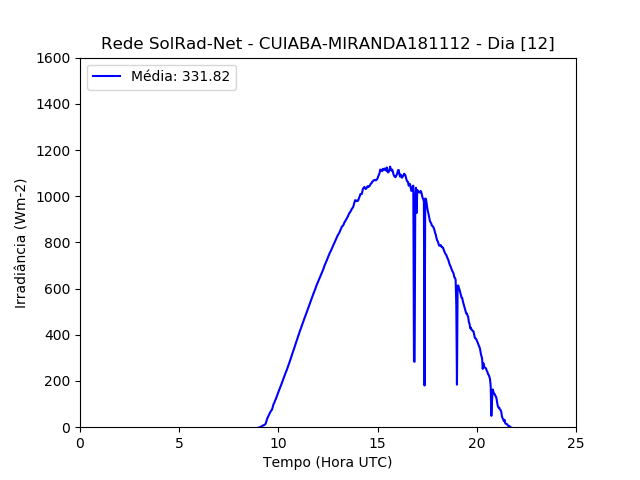 Rede SolRad-Net - CUIABA-MIRANDA181112 - Dia [12]
Média: 331.82
Irradiância (Wm-2)
1600
1400
1200
1000
800
600
400
200
0
0 5 10 15 20 25
Tempo (Hora UTC)